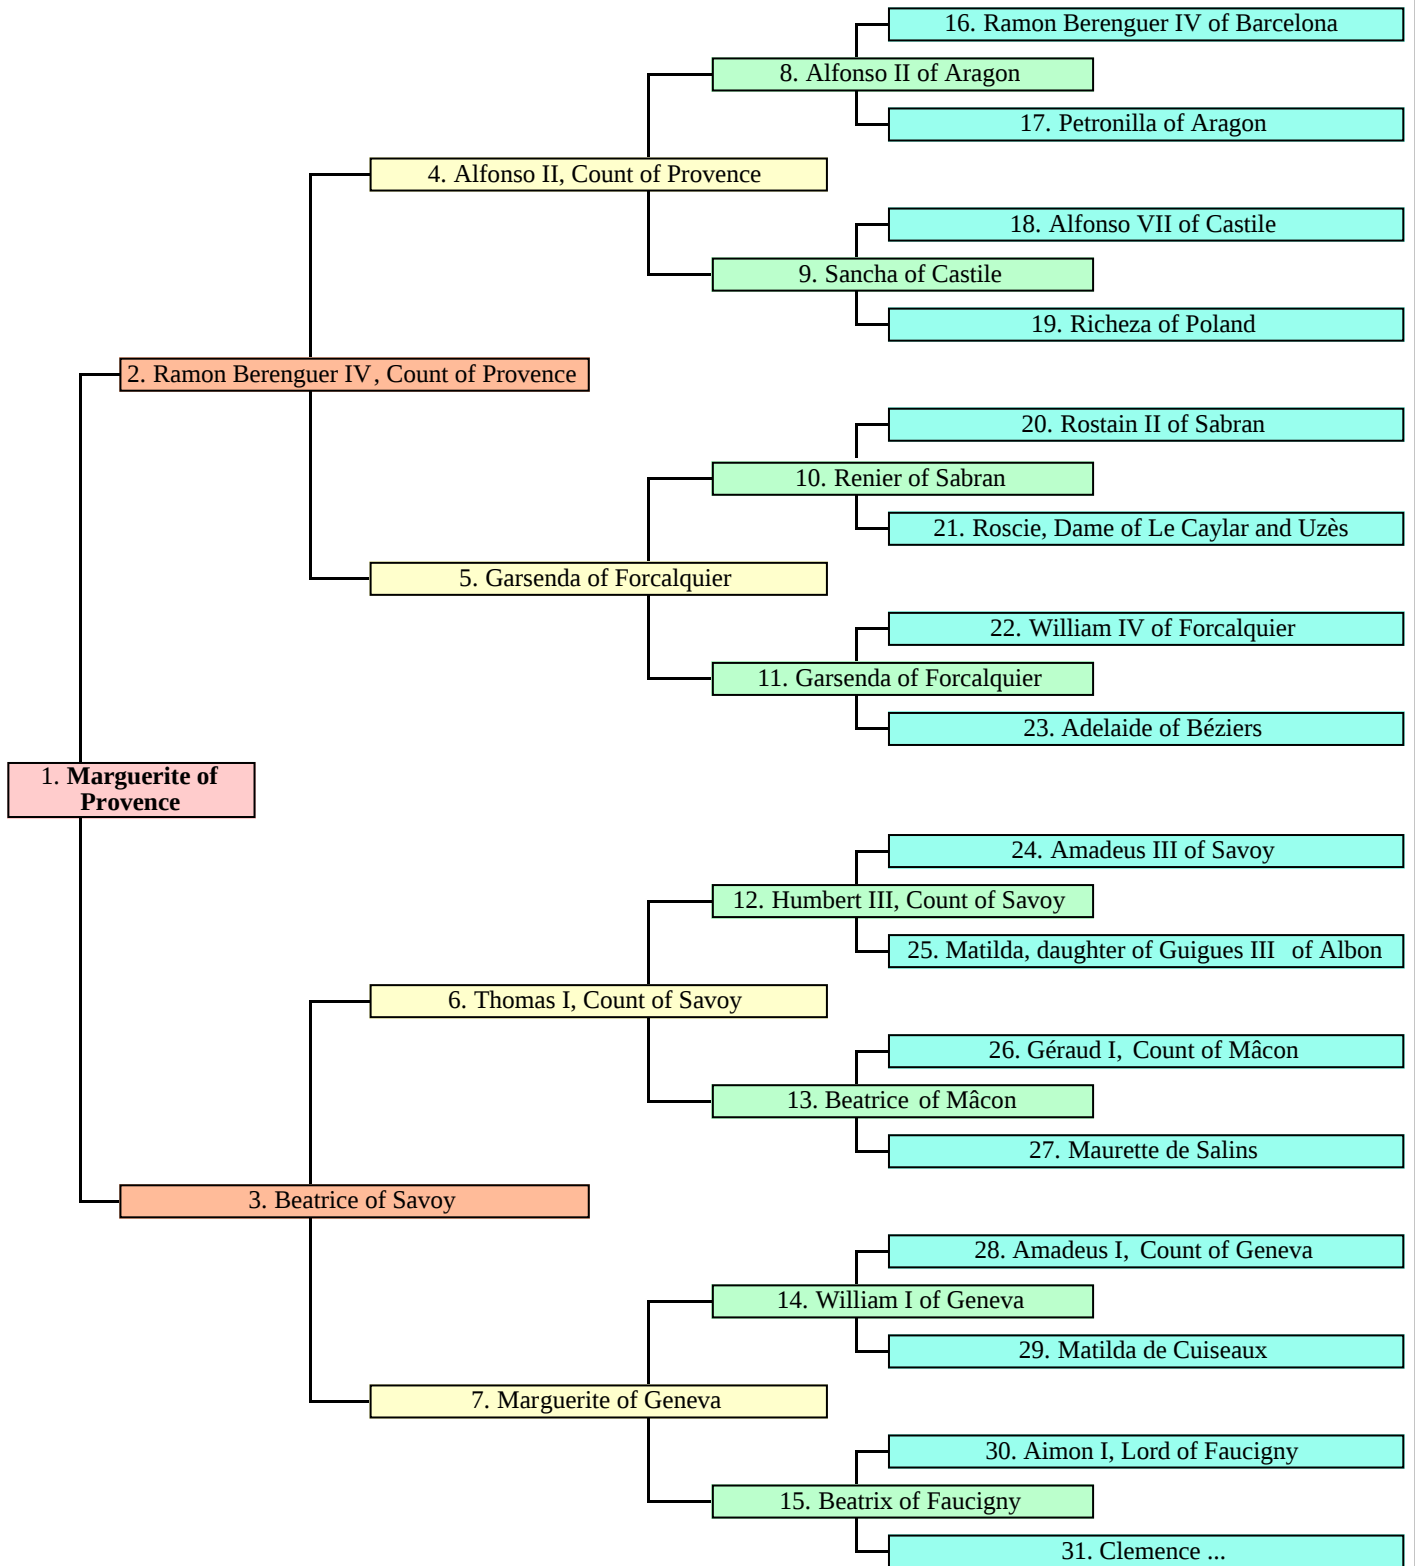 16. Ramon Berenguer IV of Barcelona
8. Alfonso II of Aragon
17. Petronilla of Aragon
4. Alfonso II, Count of Provence
18. Alfonso VII of Castile
9. Sancha of Castile
19. Richeza of Poland
2. Ramon Berenguer IV, Count of Provence
20. Rostain II of Sabran
10. Renier of Sabran
21. Roscie, Dame of Le Caylar and Uzès
5. Garsenda of Forcalquier
22. William IV of Forcalquier
11. Garsenda of Forcalquier
23. Adelaide of Béziers
1. Marguerite of
Provence
24. Amadeus III of Savoy
12. Humbert III, Count of Savoy
25. Matilda, daughter of Guigues III of Albon
6. Thomas I, Count of Savoy
26. Géraud I, Count of Mâcon
13. Beatrice of Mâcon
27. Maurette de Salins
3. Beatrice of Savoy
28. Amadeus I, Count of Geneva
14. William I of Geneva
29. Matilda de Cuiseaux
7. Marguerite of Geneva
30. Aimon I, Lord of Faucigny
15. Beatrix of Faucigny
31. Clemence ...